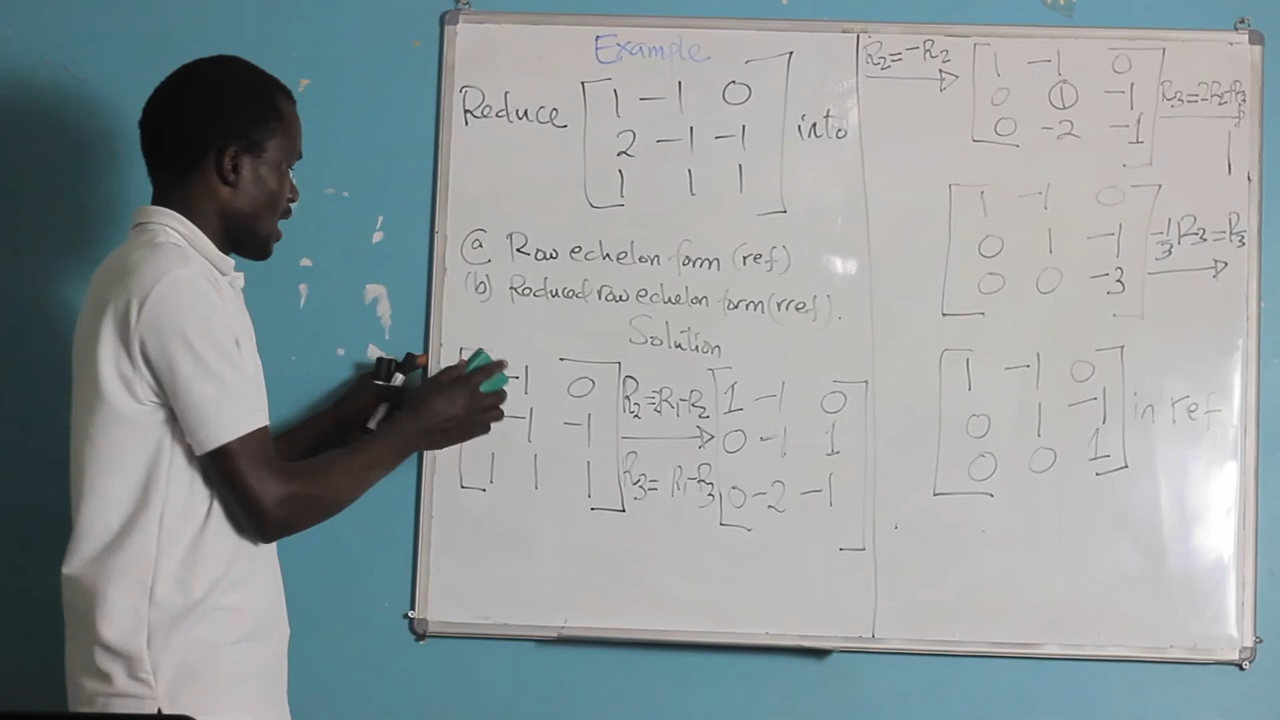 Example
Reduce
1 -1 0
2 -1 -1
1 1 1
into
(a) Row echelon form (ref)
(b) Reduced row echelon form (rref).
Solution
-1 0
-1 -1
1 1 1
R2=2R1-R2
R3= R1-R3
1 -1 0
0 -1 1
0 -2 -1
R2=-R2
1 -1 0
0 1 -1
0 -2 -1
R3=2R2+R3
1 -1 0
0 1 -1
0 0 -3
-1/3 R3=R3
1 -1 0
0 1 -1
0 0 1
in ref